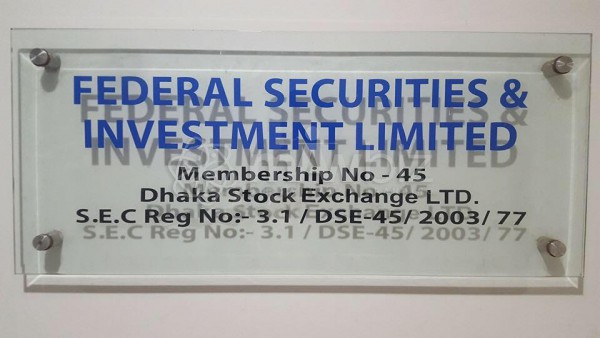 FEDERAL SECURITIES &
INVESTMENT LIMITED
Membership No - 45
Dhaka Stock Exchange LTD.
S.E.C Reg No:- 3.1 / DSE-45/ 2003/ 77